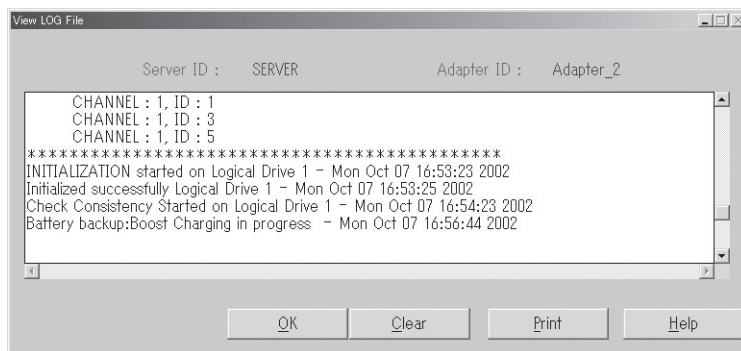 View LOG File
Server ID : SERVER Adapter ID : Adapter_2
CHANNEL : 1, ID : 1
CHANNEL : 1, ID : 3
CHANNEL : 1, ID : 5
***********************************************
INITIALIZATION started on Logical Drive 1 - Mon Oct 07 16:53:23 2002
Initialized successfully Logical Drive 1 - Mon Oct 07 16:53:25 2002
Check Consistency Started on Logical Drive 1 - Mon Oct 07 16:54:23 2002
Battery backup:Boost Charging in progress - Mon Oct 07 16:56:44 2002
OK Clear Print Help